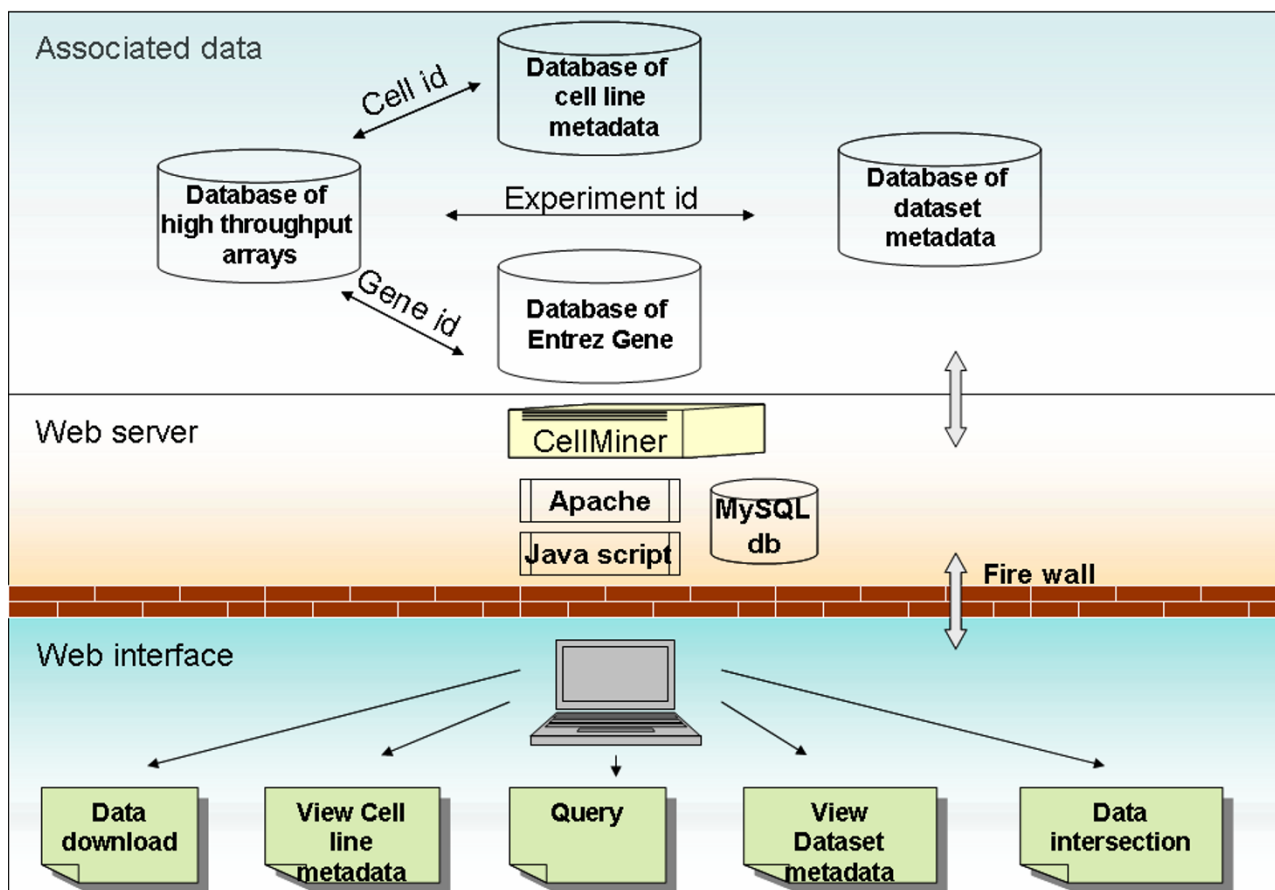 Associated data
Database of
cell line
metadata
Cell id
Database of
high throughput
arrays
Experiment id
Database of
dataset
metadata
Gene id
Database of
Entrez Gene
Web server
CellMiner
Apache
Java script
MySQL
db
Fire wall
Web interface
Data
download
View Cell
line
metadata
Query
View
Dataset
metadata
Data
intersection